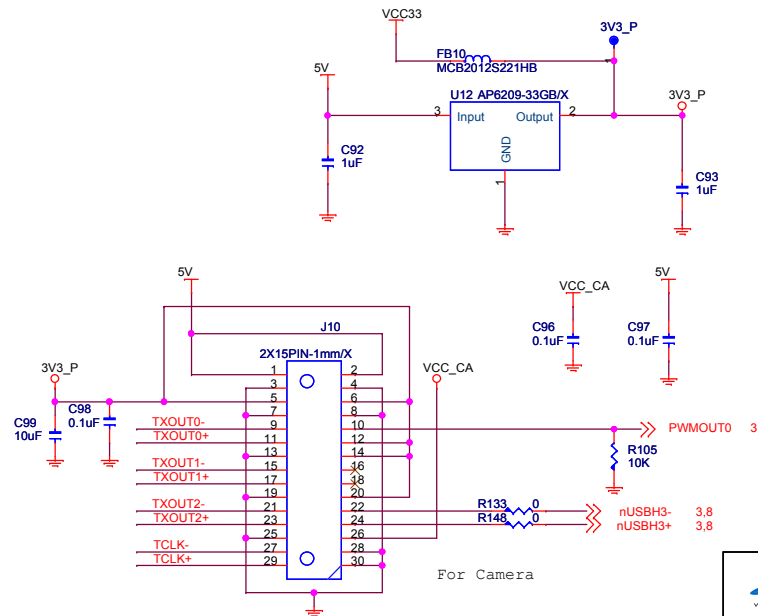 VCC33
3V3_P
FB10
MCB2012S221HB
5V
U12 AP6209-33GB/X
3V3_P
3 Input Output 2
GND
1
C92
1uF
C93
1uF
5V
VCC_CA
5V
J10
C96
0.1uF
C97
0.1uF
2X15PIN-1mm/X
3V3_P
VCC_CA
1 2
3 4
5 6
7 8
C99
10uF
C98
0.1uF
TXOUT0- 9 10 PWMOUT0 3
TXOUT0+ 11 12
13 14
R105
10K
TXOUT1- 15 16
TXOUT1+ 17 18
19 20
TXOUT2- 21 22 R133 0 nUSBH3- 3,8
TXOUT2+ 23 24 R148 0 nUSBH3+ 3,8
25 26
TCLK- 27 28
TCLK+ 29 30
For Camera